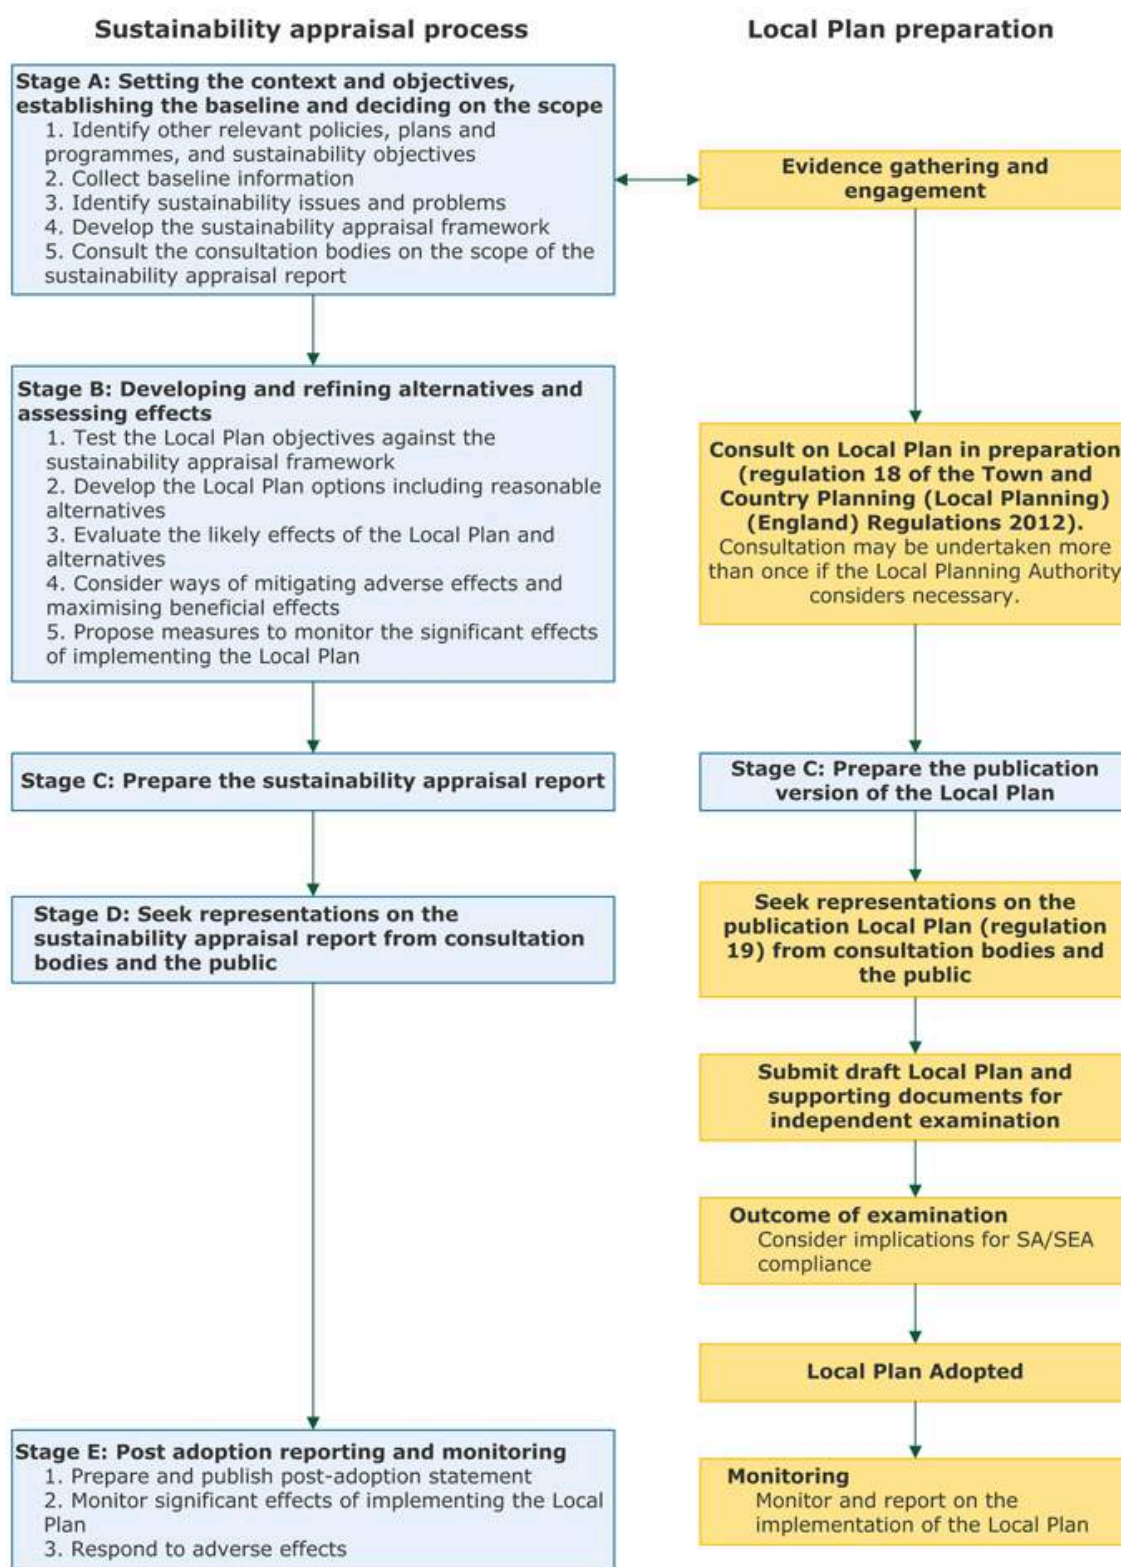 Sustainability appraisal process
Stage A: Setting the context and objectives,
establishing the baseline and deciding on the scope
1. Identify other relevant policies, plans and
programmes, and sustainability objectives
2. Collect baseline information
3. Identify sustainability issues and problems
4. Develop the sustainability appraisal framework
5. Consult the consultation bodies on the scope of the
sustainability appraisal report
Stage B: Developing and refining alternatives and
assessing effects
1. Test the Local Plan objectives against the
sustainability appraisal framework
2. Develop the Local Plan options including reasonable
alternatives
3. Evaluate the likely effects of the Local Plan and
alternatives
4. Consider ways of mitigating adverse effects and
maximising beneficial effects
5. Propose measures to monitor the significant effects
of implementing the Local Plan
Stage C: Prepare the sustainability appraisal report
Stage D: Seek representations on the
sustainability appraisal report from consultation
bodies and the public
Stage E: Post adoption reporting and monitoring
1. Prepare and publish post-adoption statement
2. Monitor significant effects of implementing the Local
Plan
3. Respond to adverse effects
Local Plan preparation
Evidence gathering and
engagement
Consult on Local Plan in preparation
(regulation 18 of the Town and
Country Planning (Local Planning)
(England) Regulations 2012).
Consultation may be undertaken more
than once if the Local Planning Authority
considers necessary.
Stage C: Prepare the publication
version of the Local Plan
Seek representations on the
publication Local Plan (regulation
19) from consultation bodies and
the public
Submit draft Local Plan and
supporting documents for
independent examination
Outcome of examination
Consider implications for SA/SEA
compliance
Local Plan Adopted
Monitoring
Monitor and report on the
implementation of the Local Plan